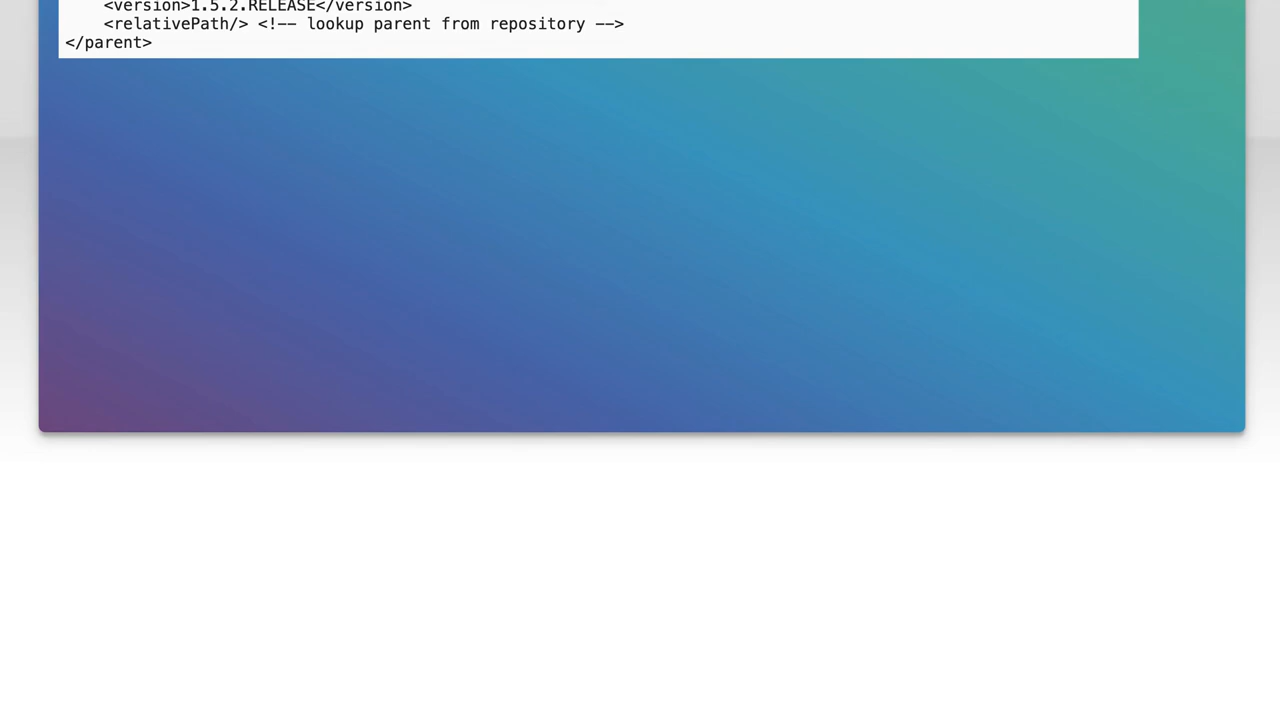 <version>1.5.2.RELEASE</version>
<relativePath/> <!-- lookup parent from repository -->
</parent>